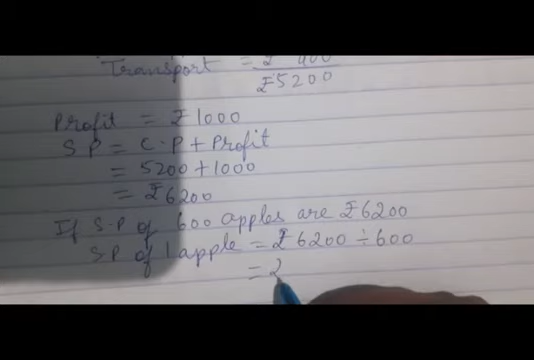 Transport = ₹ 400
₹5200
Profit = ₹1000
SP = C.P + Profit
= 5200+1000
= ₹6200
If S.P of 600 apples are ₹6200
SP of 1 apple = ₹6200 ÷ 600
=